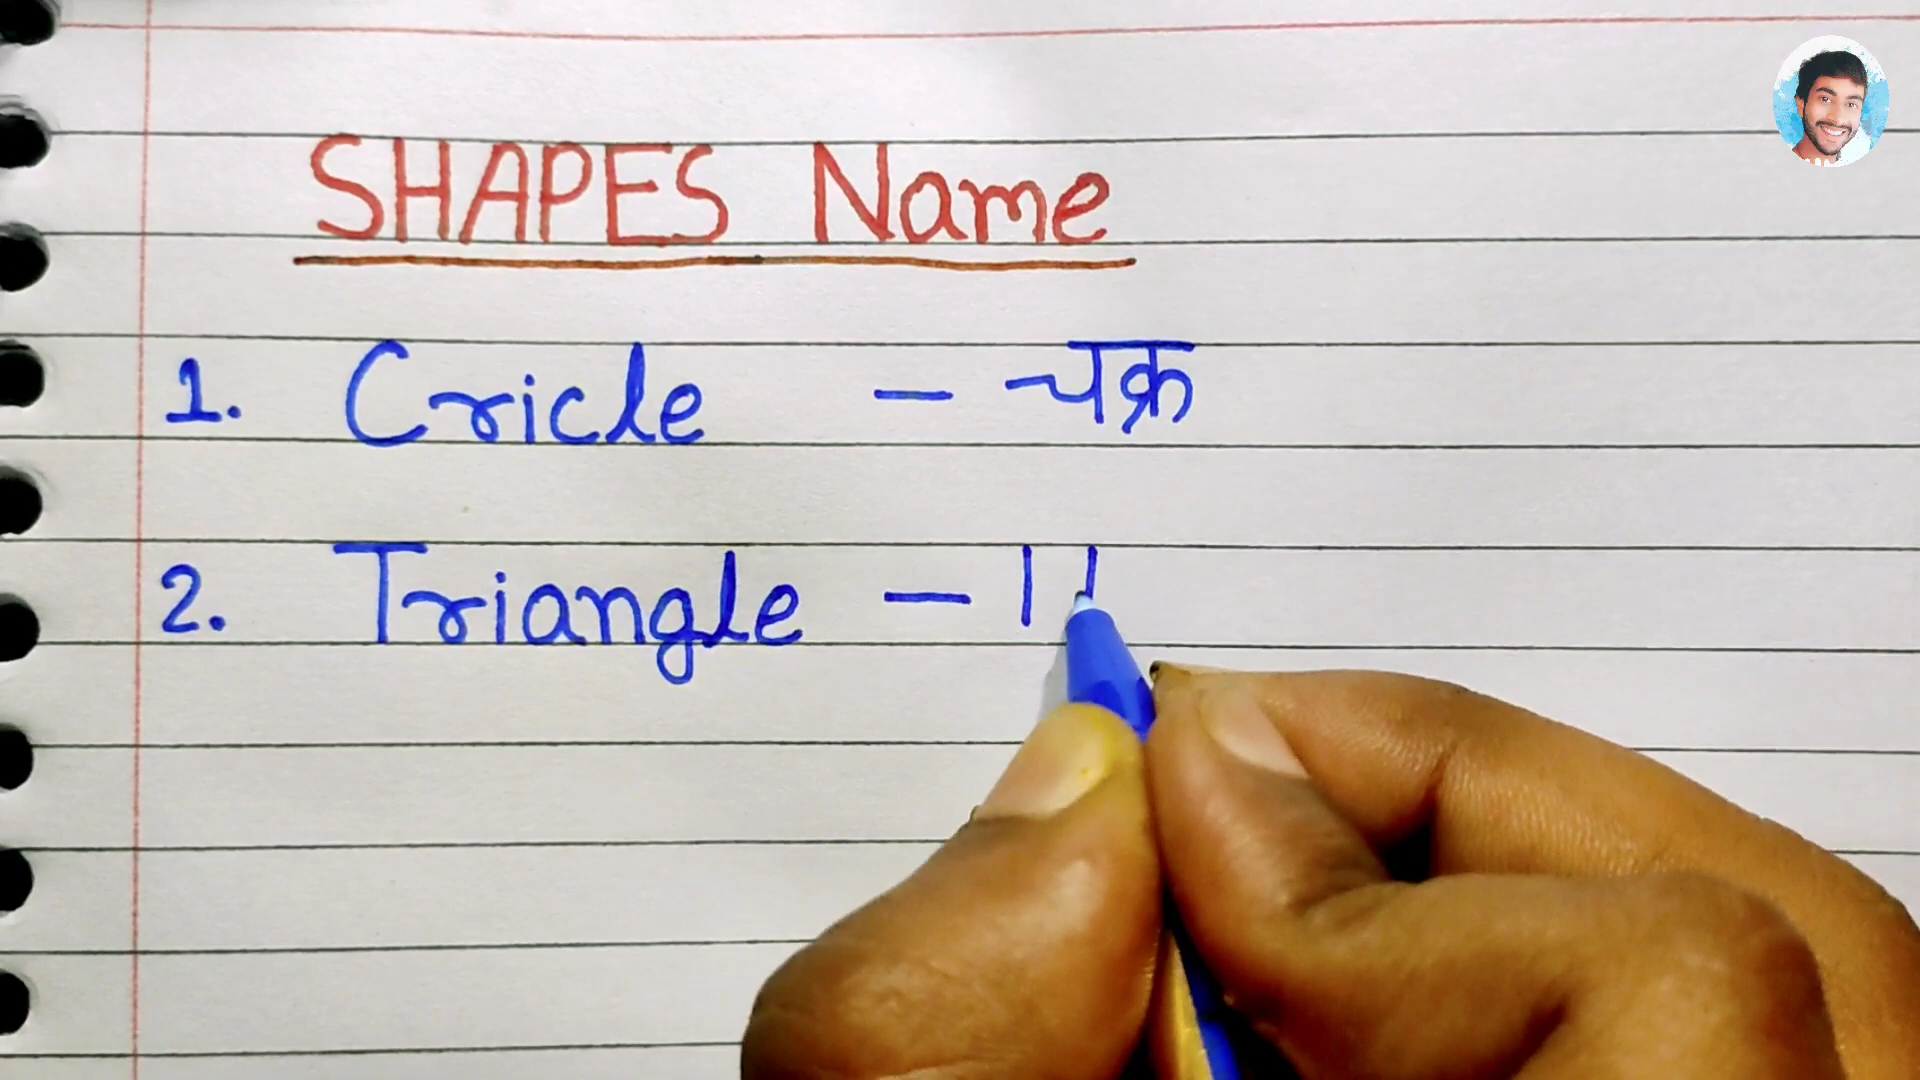 SHAPES Name
1. Cricle - चक्र
2. Triangle -